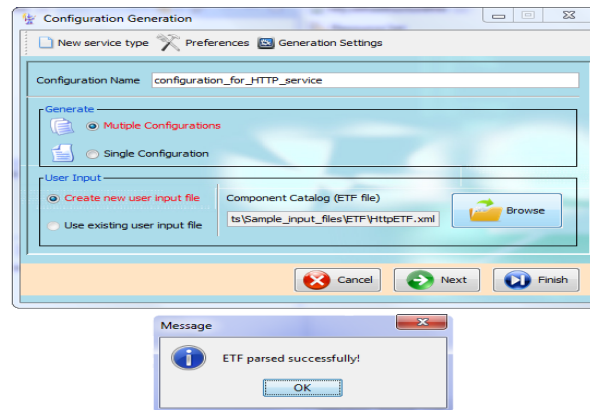 Configuration Generation
New service type Preferences Generation Settings
Configuration Name configuration_for_HTTP_service
Generate
Mutiple Configurations
Single Configuration
User Input
Create new user input file Component Catalog (ETF file)
Use existing user input file ts\Sample_input_files\ETF\HttpETF.xml Browse
Cancel Next Finish
Message
ETF parsed successfully!
OK